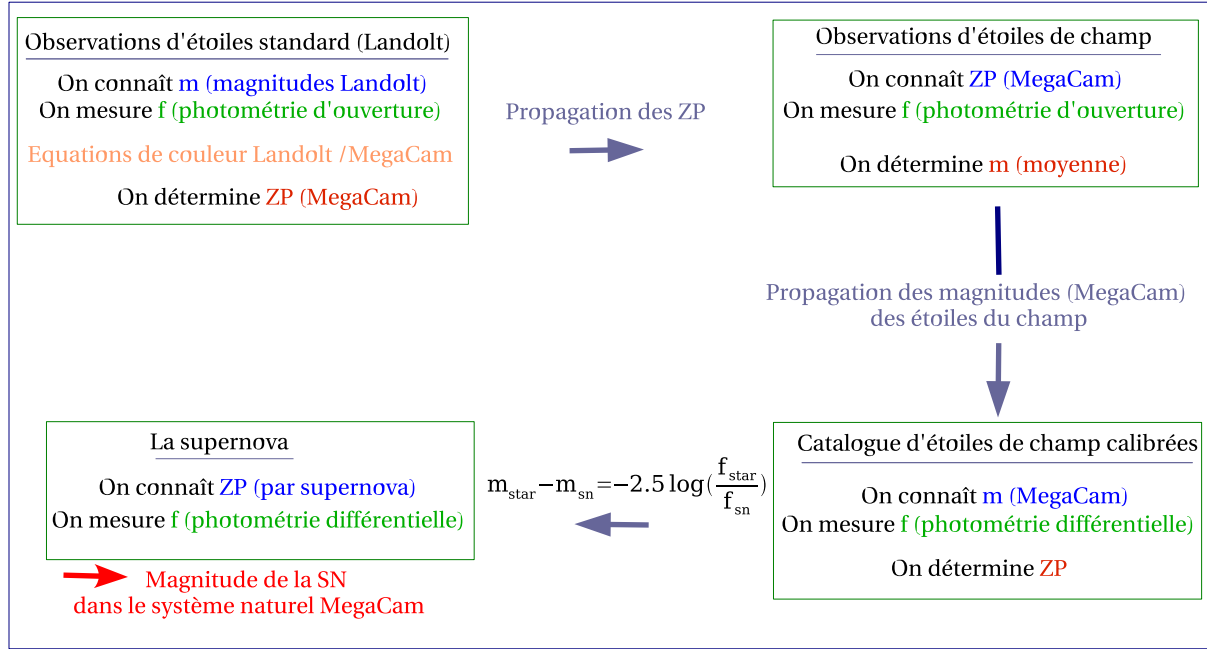 Observations d'étoiles standard (Landolt)
On connaît m (magnitudes Landolt)
On mesure f (photométrie d'ouverture)
Equations de couleur Landolt /MegaCam
On détermine ZP (MegaCam)
Propagation des ZP
Observations d'étoiles de champ
On connaît ZP (MegaCam)
On mesure f (photométrie d'ouverture)
On détermine m (moyenne)
Propagation des magnitudes (MegaCam)
des étoiles du champ
Catalogue d'étoiles de champ calibrées
On connaît m (MegaCam)
On mesure f (photométrie différentielle)
On détermine ZP
m_star−m_sn=−2.5 log(f_star/f_sn)
La supernova
On connaît ZP (par supernova)
On mesure f (photométrie différentielle)
Magnitude de la SN
dans le système naturel MegaCam